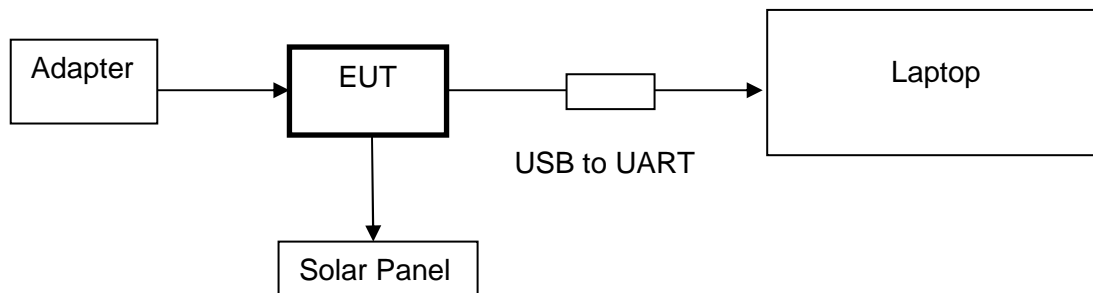 Adapter
EUT
Laptop
USB to UART
Solar Panel